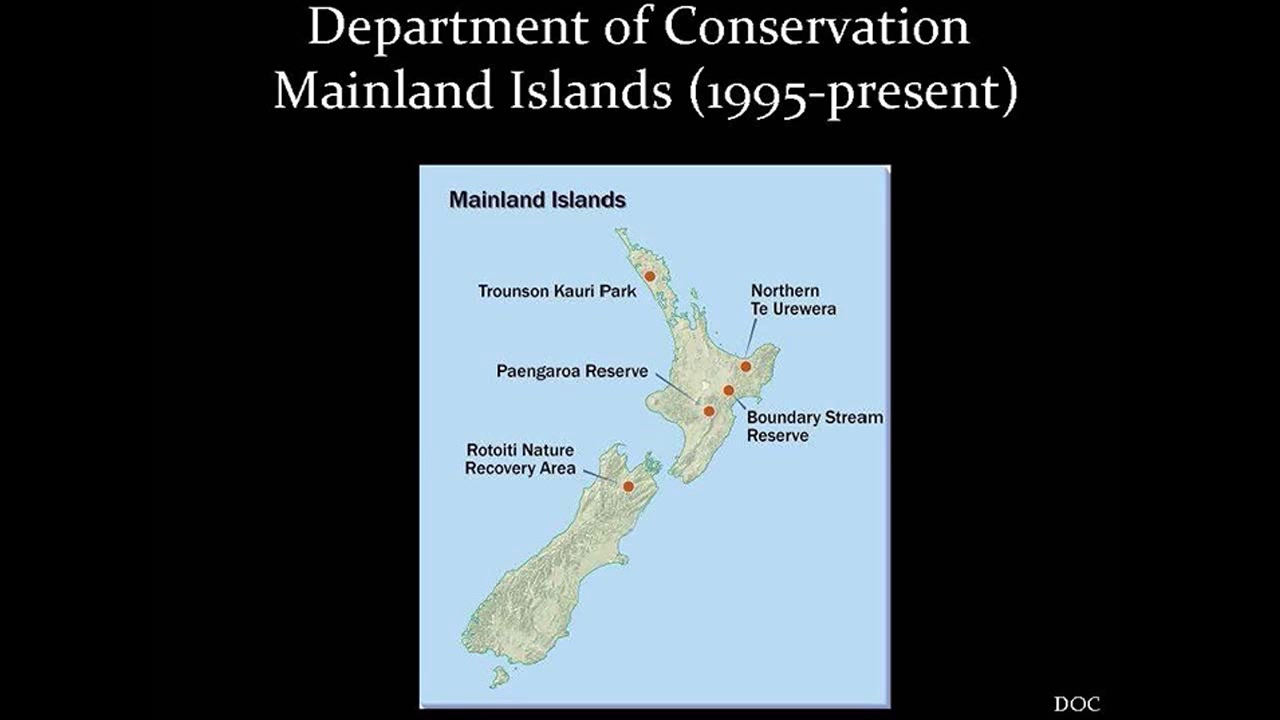 Department of Conservation
Mainland Islands (1995-present)
Mainland Islands
Trounson Kauri Park
Northern
Te Urewera
Paengaroa Reserve
Boundary Stream
Reserve
Rotoiti Nature
Recovery Area
DOC